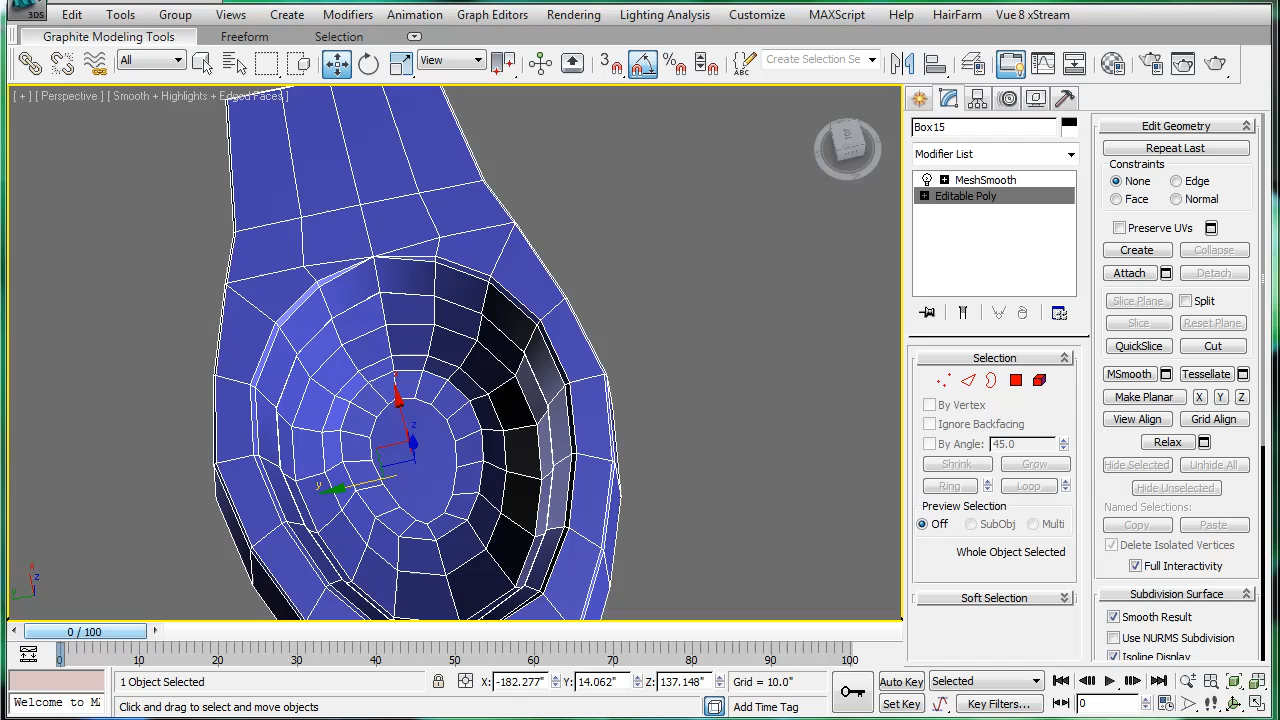 3DS
Edit Tools Group Views Create Modifiers Animation Graph Editors Rendering Lighting Analysis Customize MAXScript Help HairFarm Vue 8 xStream
Graphite Modeling Tools Freeform Selection
All View 3 % ABC Create Selection Se
[ + ] [ Perspective ] [ Smooth + Highlights + Edged Faces ]
TOP
x
z
y
x
z
Box15
Modifier List
MeshSmooth
Editable Poly
Selection
By Vertex
Ignore Backfacing
By Angle: 45.0
Shrink Grow
Ring Loop
Preview Selection
Off SubObj Multi
Whole Object Selected
Soft Selection
Edit Geometry
Repeat Last
Constraints
None Edge
Face Normal
Preserve UVs
Create Collapse
Attach Detach
Slice Plane Split
Slice Reset Plane
QuickSlice Cut
MSmooth Tessellate
Make Planar X Y Z
View Align Grid Align
Relax
Hide Selected Unhide All
Hide Unselected
Named Selections:
Copy Paste
Delete Isolated Vertices
Full Interactivity
Subdivision Surface
Smooth Result
Use NURMS Subdivision
Isoline Display
0 / 100
0 10 20 30 40 50 60 70 80 90 100
1 Object Selected X: -182.277" Y: 14.062" Z: 137.148" Grid = 10.0" Auto Key Selected
Welcome to M Click and drag to select and move objects Add Time Tag Set Key Key Filters... 0